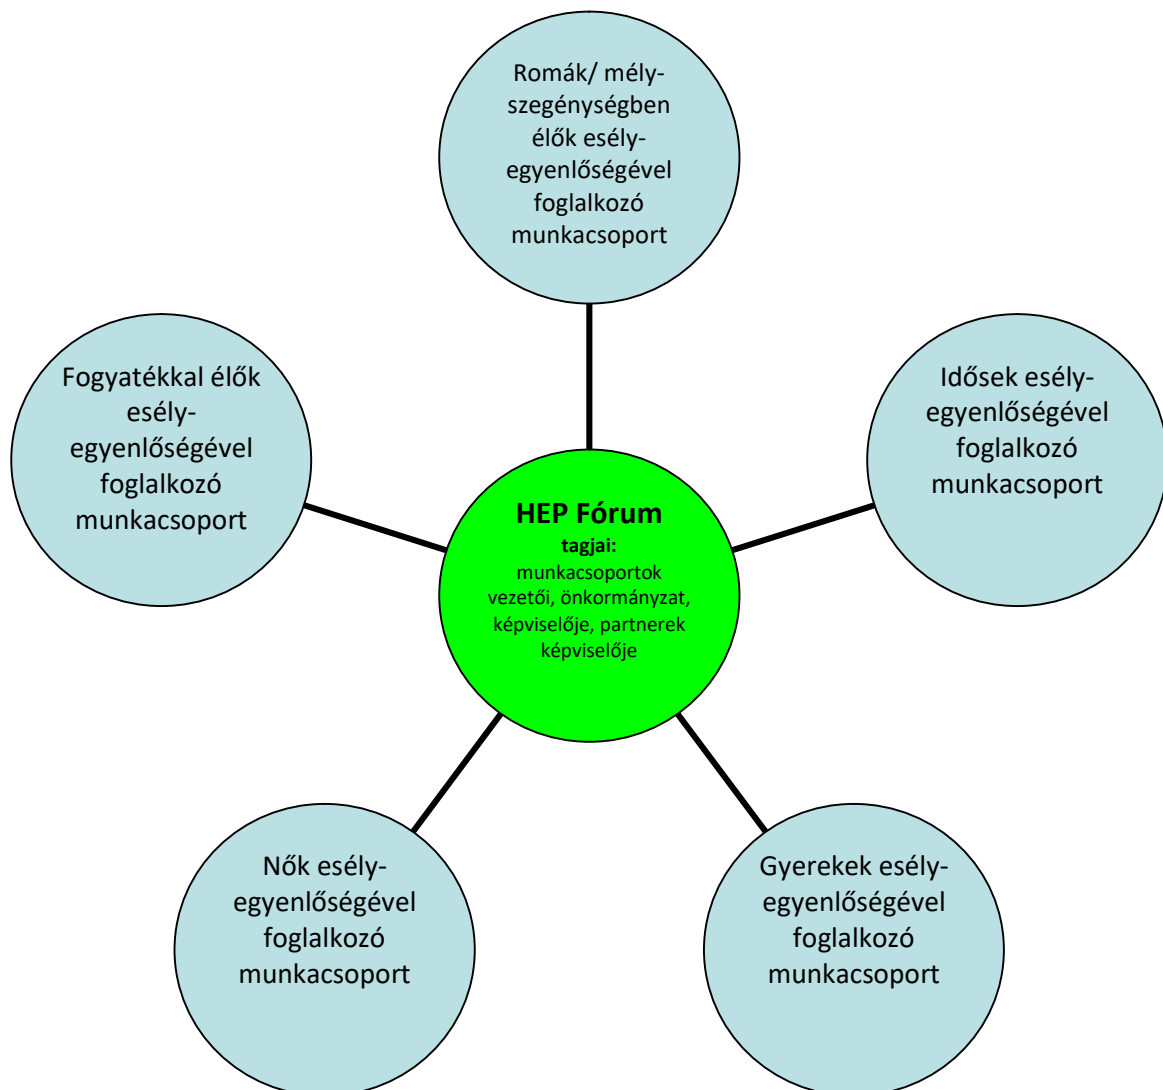 Romák/ mély-
szegénységben
élők esély-
egyenlőségével
foglalkozó
munkacsoport
Fogyatékkal élők
esély-
egyenlőségével
foglalkozó
munkacsoport
Idősek esély-
egyenlőségével
foglalkozó
munkacsoport
HEP Fórum
tagjai:
munkacsoportok
vezetői, önkormányzat,
képviselője, partnerek
képviselője
Nők esély-
egyenlőségével
foglalkozó
munkacsoport
Gyerekek esély-
egyenlőségével
foglalkozó
munkacsoport